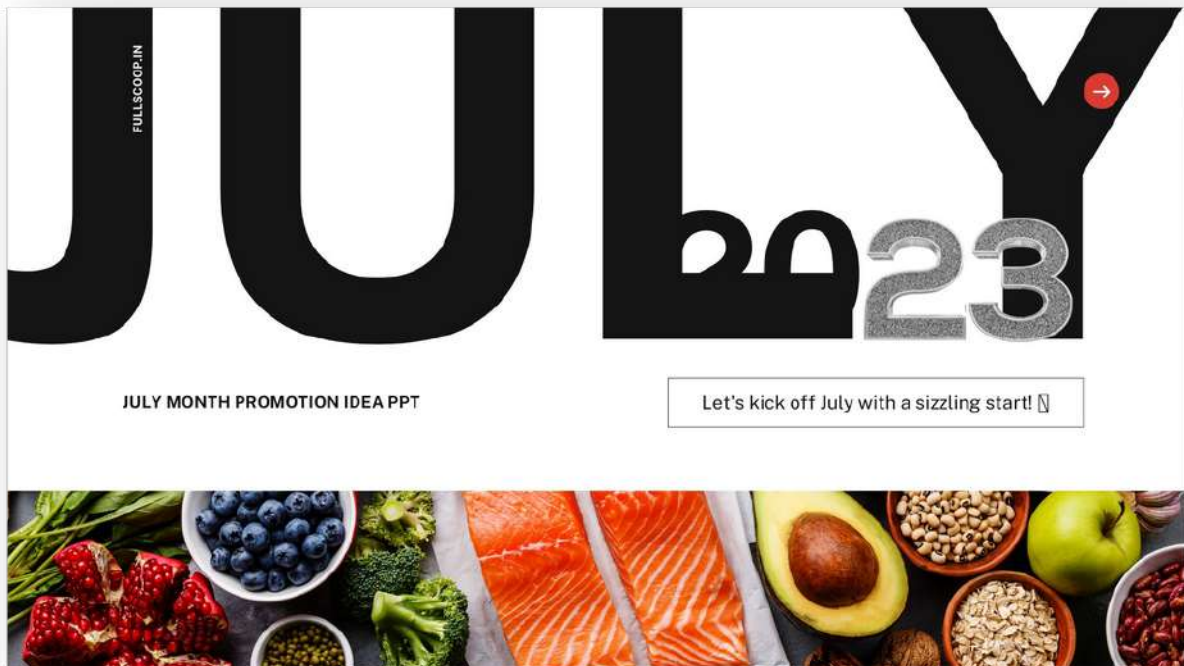 JULY
FULLSCOOP.IN
2023
JULY MONTH PROMOTION IDEA PPT
Let's kick off July with a sizzling start!